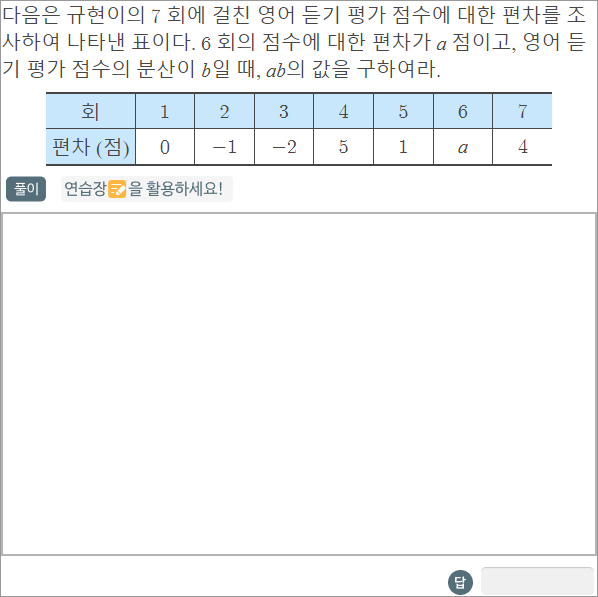 다음은 규현이의 7 회에 걸친 영어 듣기 평가 점수에 대한 편차를 조
사하여 나타낸 표이다. 6 회의 점수에 대한 편차가 a 점이고, 영어 듣
기 평가 점수의 분산이 b일 때, ab의 값을 구하여라.
회 1 2 3 4 5 6 7
편차 (점) 0 −1 −2 5 1 a 4
풀이 연습장 을 활용하세요!
답